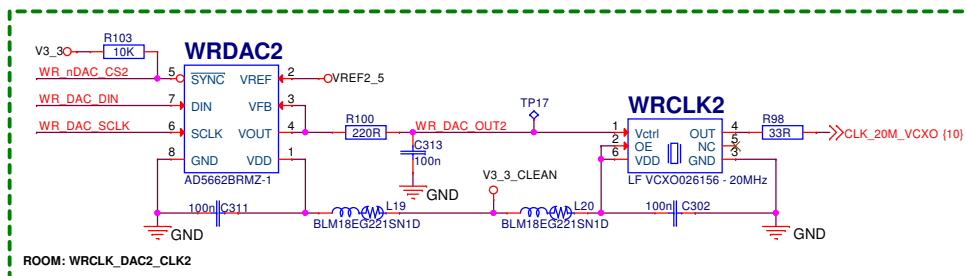 R103
V3_3
10K
WRDAC2
WR_nDAC_CS2
5
SYNC
VREF
2
VREF2_5
WR_DAC_DIN
7
DIN
VFB
3
WR_DAC_SCLK
6
SCLK
VOUT
4
8
GND
VDD
1
AD5662BRMZ-1
R100
220R
WR_DAC_OUT2
C313
100n
GND
TP17
WRCLK2
1
Vctrl
OUT
4
2
OE
NC
5
6
VDD
GND
3
LF VCXO026156 - 20MHz
R98
33R
CLK_20M_VCXO {10}
V3_3_CLEAN
100n
C311
GND
L19
BLM18EG221SN1D
L20
BLM18EG221SN1D
100n
C302
GND
ROOM: WRCLK_DAC2_CLK2